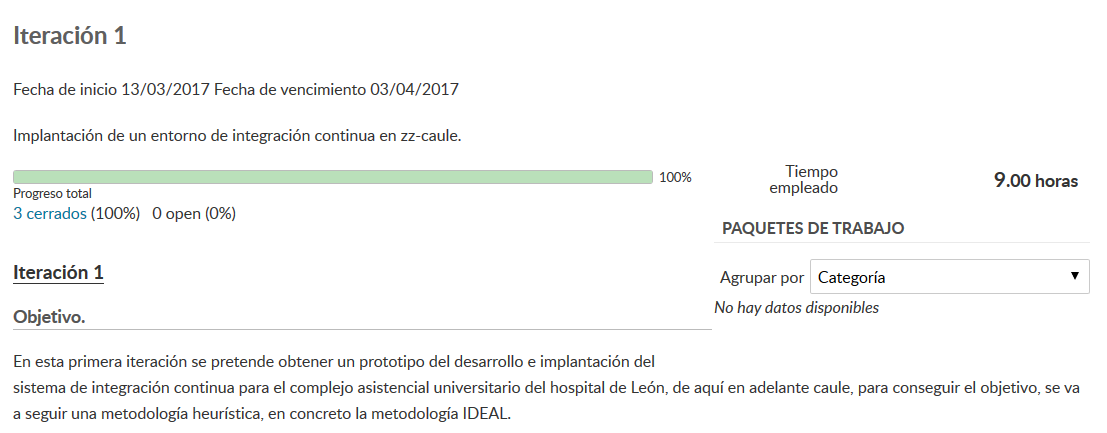 Iteración 1
Fecha de inicio 13/03/2017 Fecha de vencimiento 03/04/2017
Implantación de un entorno de integración continua en zz-caule.
100%
Progreso total
3 cerrados (100%) 0 open (0%)
Tiempo
empleado
9.00 horas
PAQUETES DE TRABAJO
Agrupar por Categoría
No hay datos disponibles
Iteración 1
Objetivo.
En esta primera iteración se pretende obtener un prototipo del desarrollo e implantación del
sistema de integración continua para el complejo asistencial universitario del hospital de León, de aquí en adelante caule, para conseguir el objetivo, se va
a seguir una metodología heurística, en concreto la metodología IDEAL.